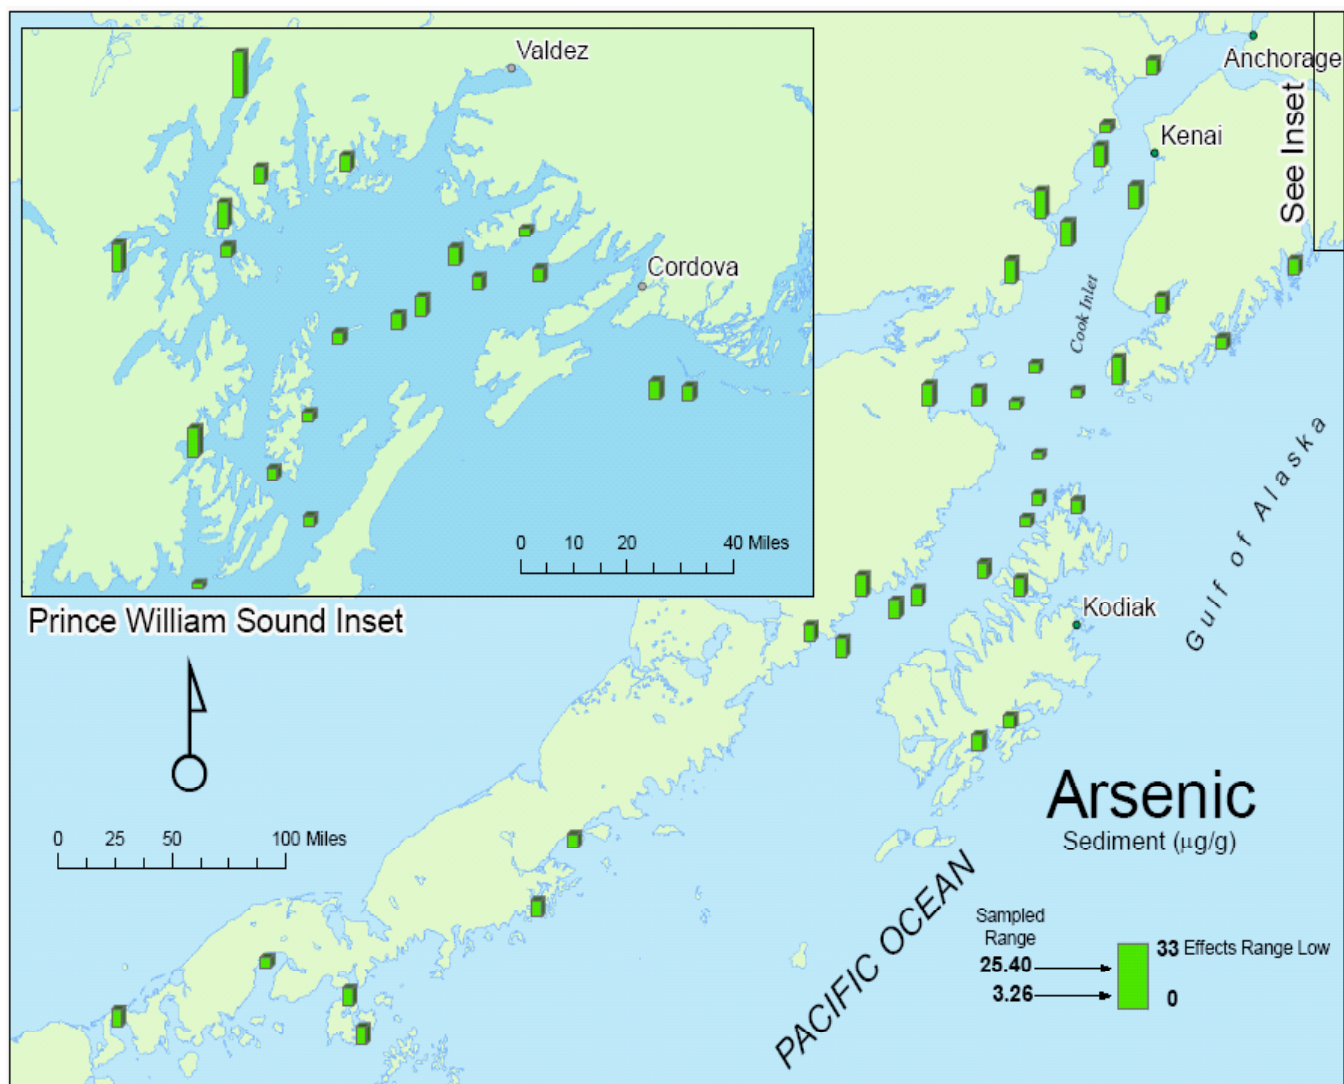 Valdez
Anchorage
Kenai
See Inset
Cordova
Cook Inlet
Gulf of Alaska
0 10 20 40 Miles
Prince William Sound Inset
Kodiak
0 25 50 100 Miles
Arsenic
Sediment (µg/g)
PACIFIC OCEAN
Sampled
Range
33 Effects Range Low
25.40
3.26
0